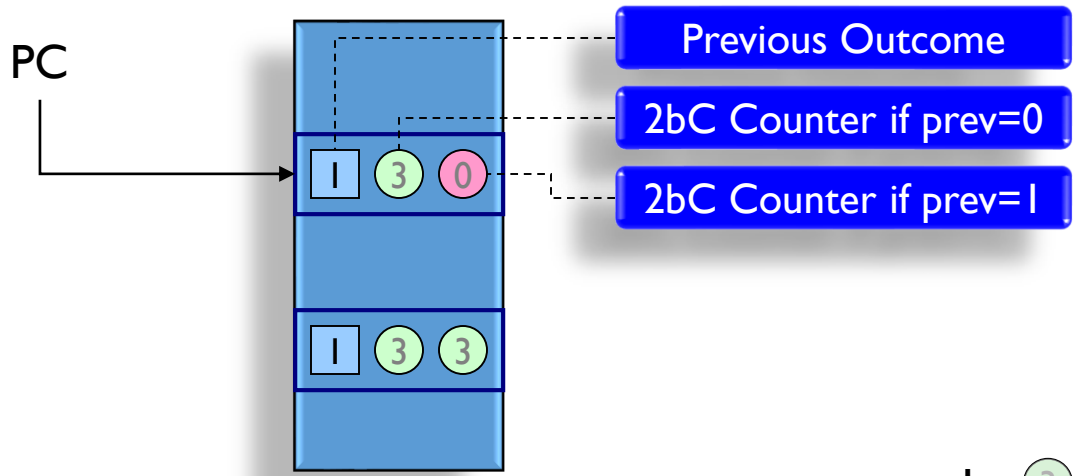 PC
Previous Outcome
2bC Counter if prev=0
2bC Counter if prev=1
1 3 0
1 3 3